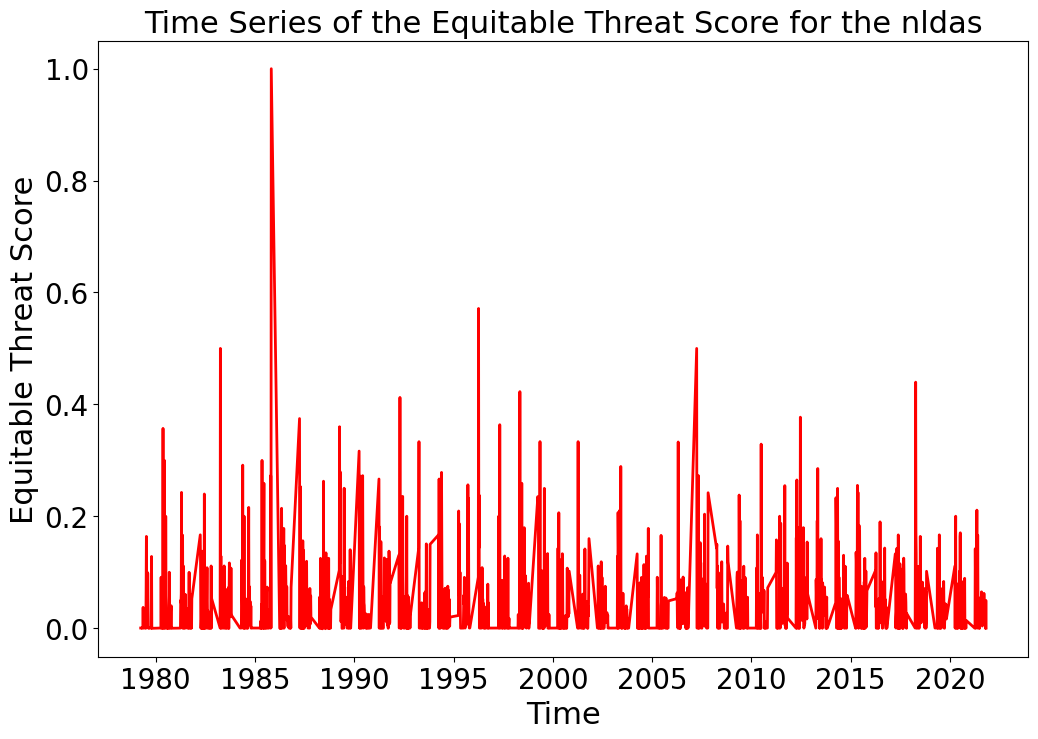 Time Series of the Equitable Threat Score for the nldas
1.0
0.8
0.6
0.4
0.2
0.0
Equitable Threat Score
1980 1985 1990 1995 2000 2005 2010 2015 2020
Time